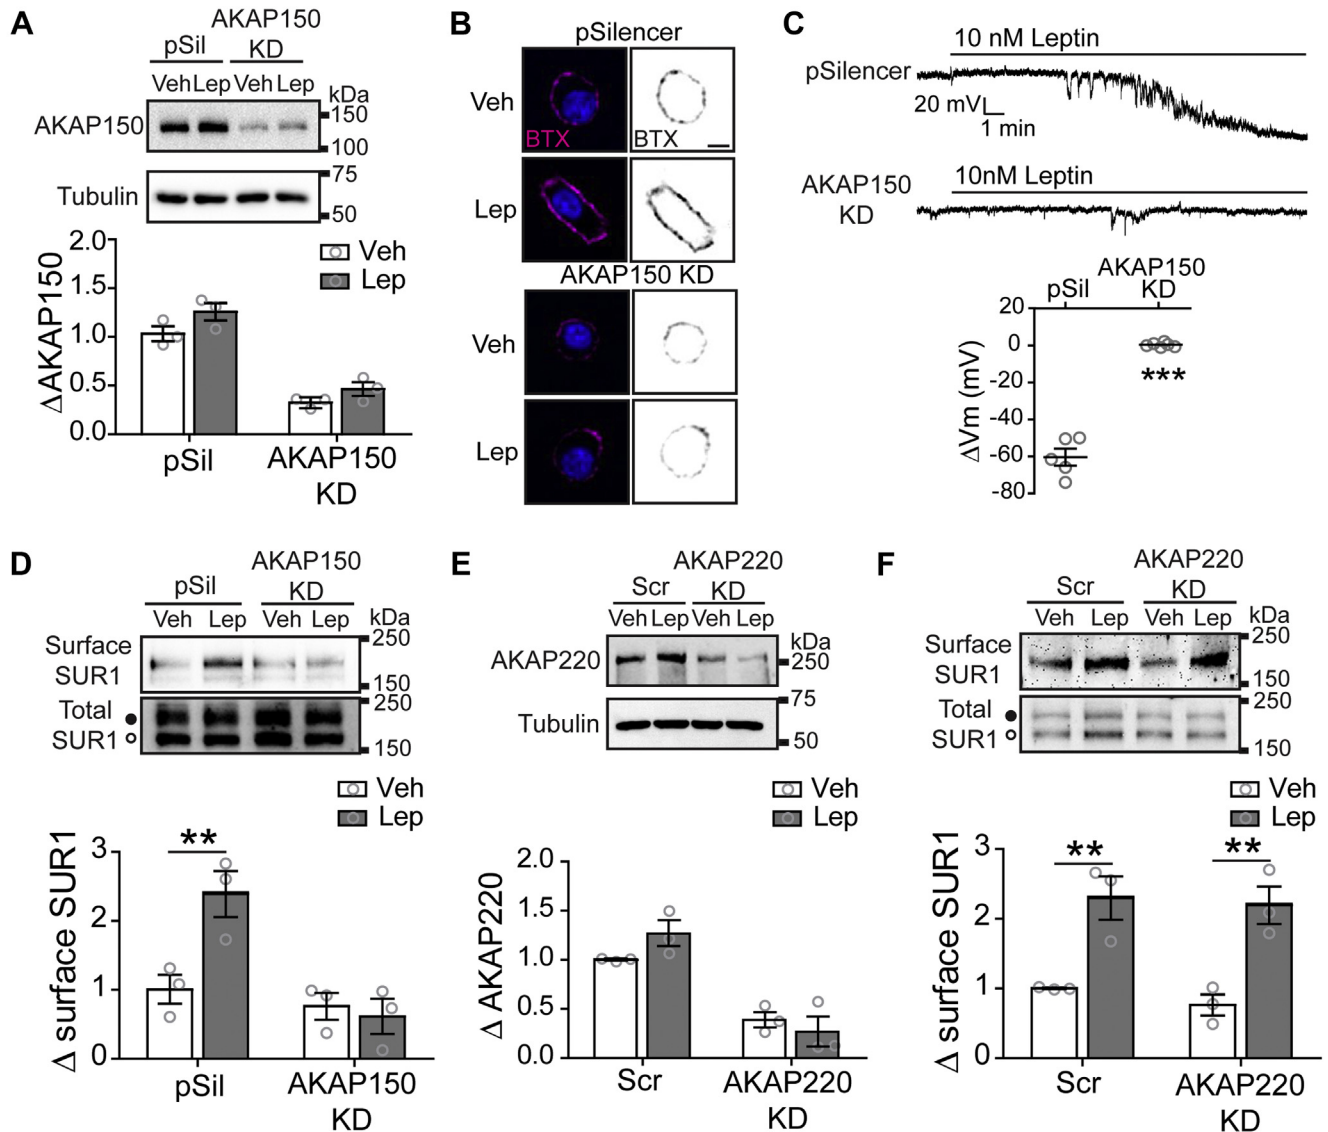 A
AKAP150
pSil KD
Veh Lep Veh Lep
kDa
AKAP150
150
100
Tubulin
75
50
2.0
1.5
1.0
0.5
0.0
ΔAKAP150
Veh
Lep
pSil
AKAP150
KD
B
pSilencer
Veh
BTX
BTX
Lep
AKAP150 KD
Veh
Lep
C
10 nM Leptin
pSilencer
20 mV
1 min
AKAP150
KD
10nM Leptin
pSil
AKAP150
KD
20
0
-20
-40
-60
-80
ΔVm (mV)
***
D
AKAP150
pSil KD
Veh Lep Veh Lep
kDa
Surface
SUR1
250
150
Total
SUR1
250
150
Veh
Lep
3
2
1
0
Δ surface SUR1
**
pSil
AKAP150
KD
E
AKAP220
Scr KD
Veh Lep Veh Lep
kDa
AKAP220
250
Tubulin
75
50
Veh
Lep
2.0
1.5
1.0
0.5
0.0
Δ AKAP220
Scr
AKAP220
KD
F
AKAP220
Scr KD
Veh Lep Veh Lep
kDa
Surface
SUR1
250
150
Total
SUR1
250
150
Veh
Lep
3
2
1
0
Δ surface SUR1
**
**
Scr
AKAP220
KD